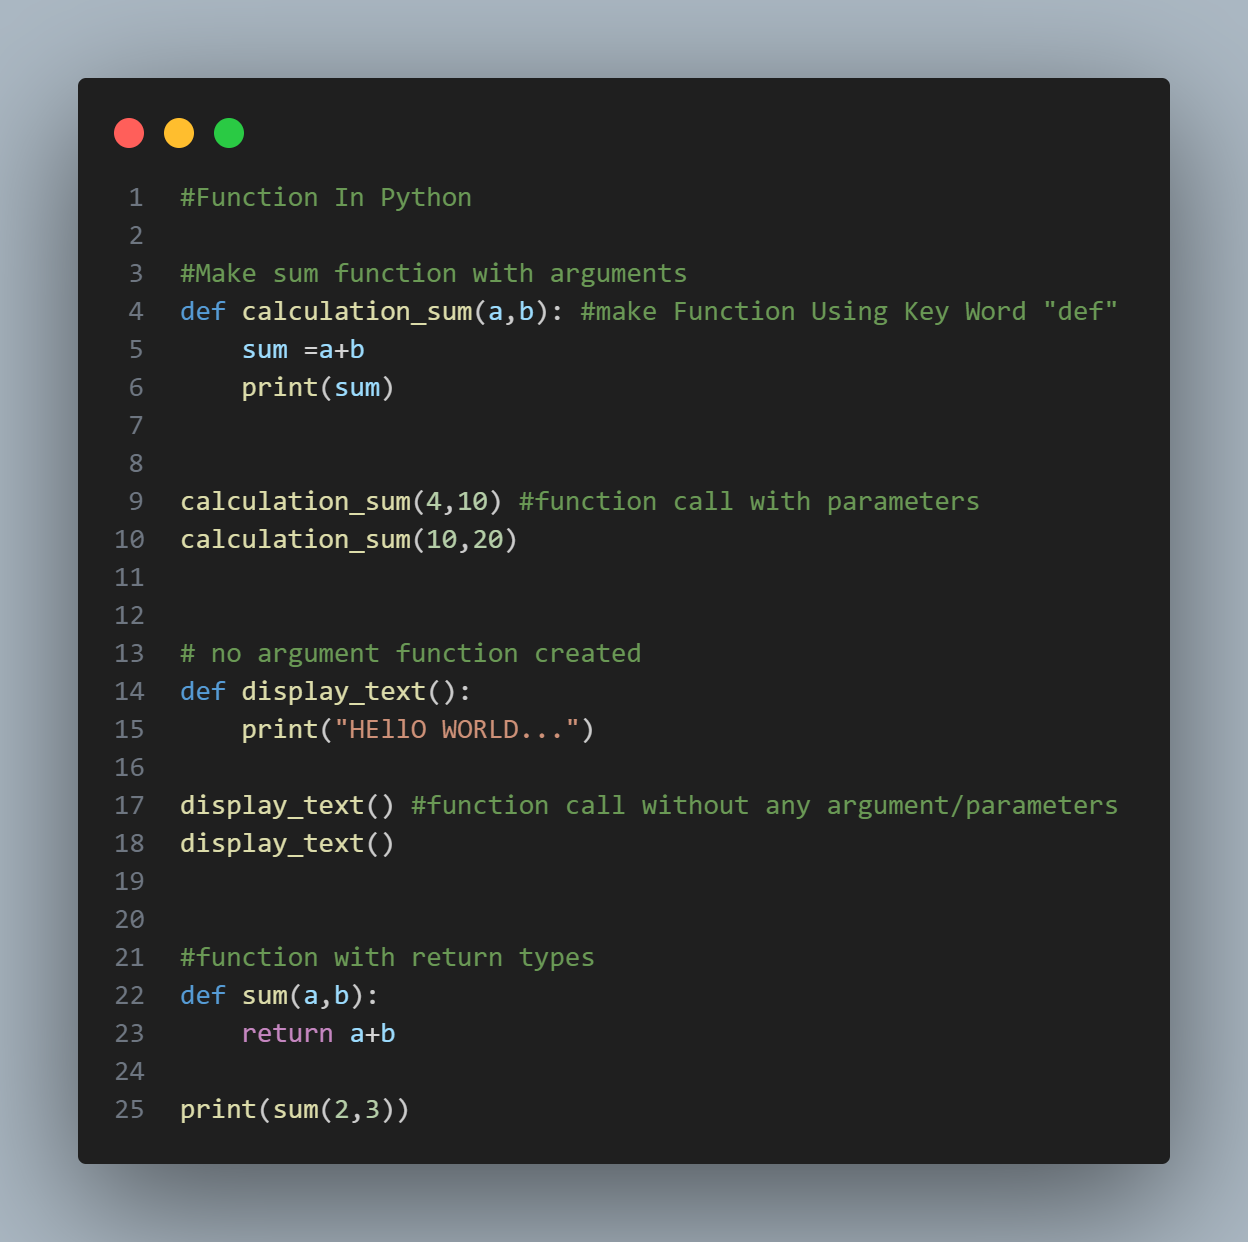 1 #Function In Python
2
3 #Make sum function with arguments
4 def calculation_sum(a,b): #make Function Using Key Word "def"
5     sum =a+b
6     print(sum)
7
8
9 calculation_sum(4,10) #function call with parameters
10 calculation_sum(10,20)
11
12
13 # no argument function created
14 def display_text():
15     print("HEllO WORLD...")
16
17 display_text() #function call without any argument/parameters
18 display_text()
19
20
21 #function with return types
22 def sum(a,b):
23     return a+b
24
25 print(sum(2,3))